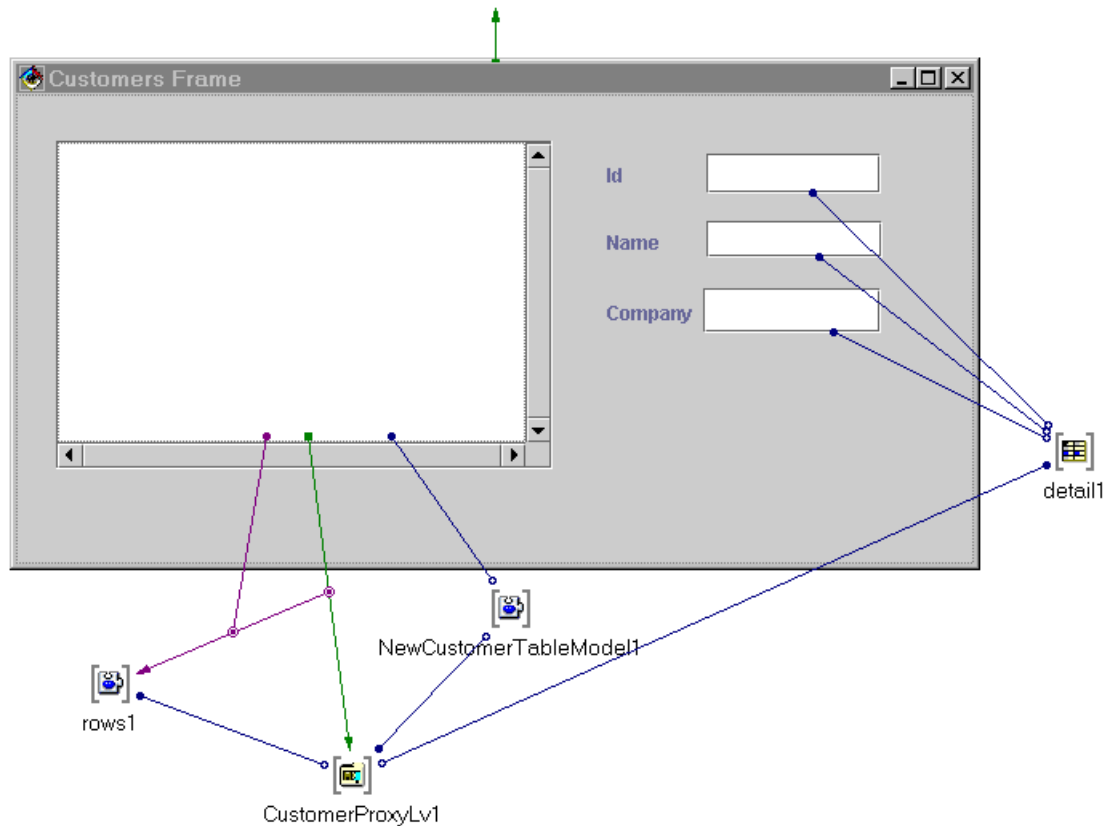 Customers Frame
Id
Name
Company
detail1
NewCustomerTableModel1
rows1
CustomerProxyLv1